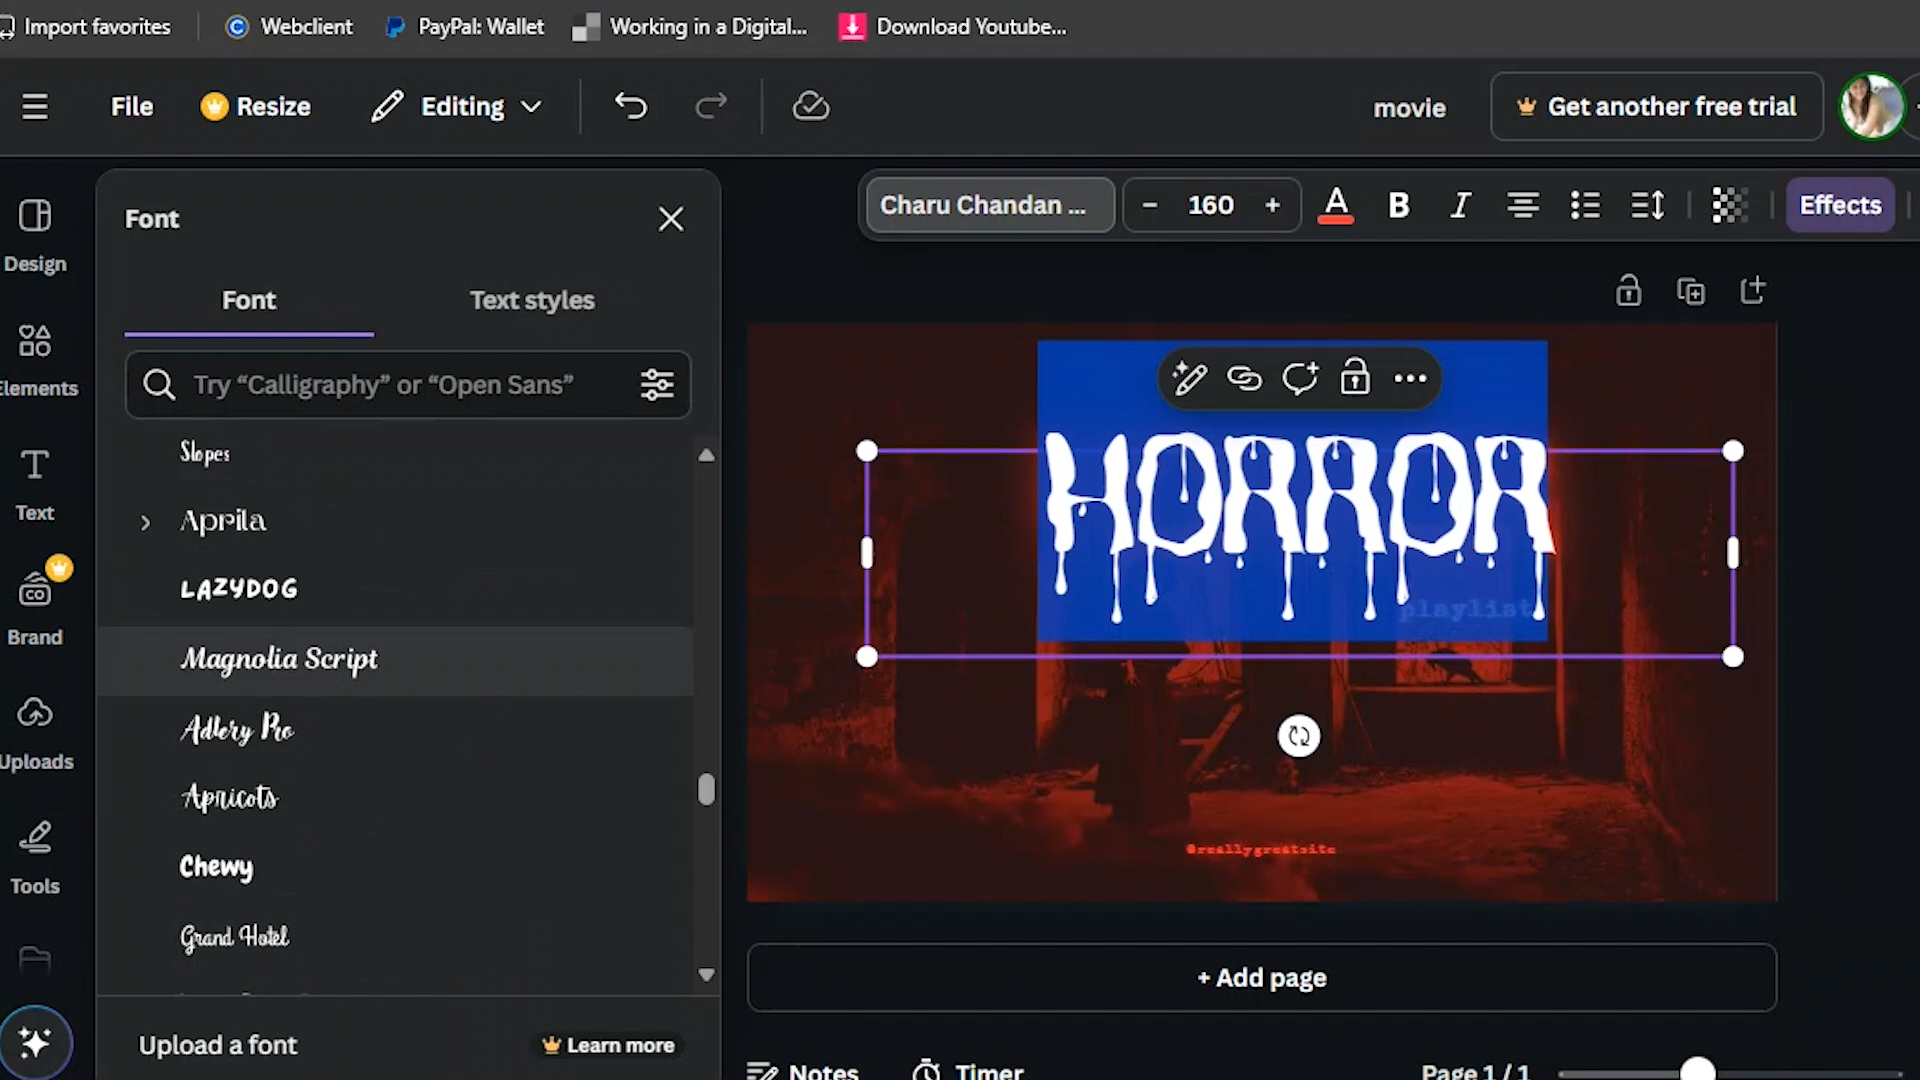 Import favorites
Webclient
PayPal: Wallet
Working in a Digital...
Download Youtube...
File
Resize
Editing
movie
Get another free trial
Design
Elements
Text
Brand
Uploads
Tools
Font
Font
Text styles
Try “Calligraphy” or “Open Sans”
Slopes
Aprila
LAZYDOG
Magnolia Script
Adlery Pro
Apricots
Chewy
Grand Hotel
Upload a font
Learn more
Charu Chandan ...
− 160 +
A
B
I
Effects
HORROR
playlist
@reallygreatsite
+ Add page
Notes
Timer
Page 1 / 1